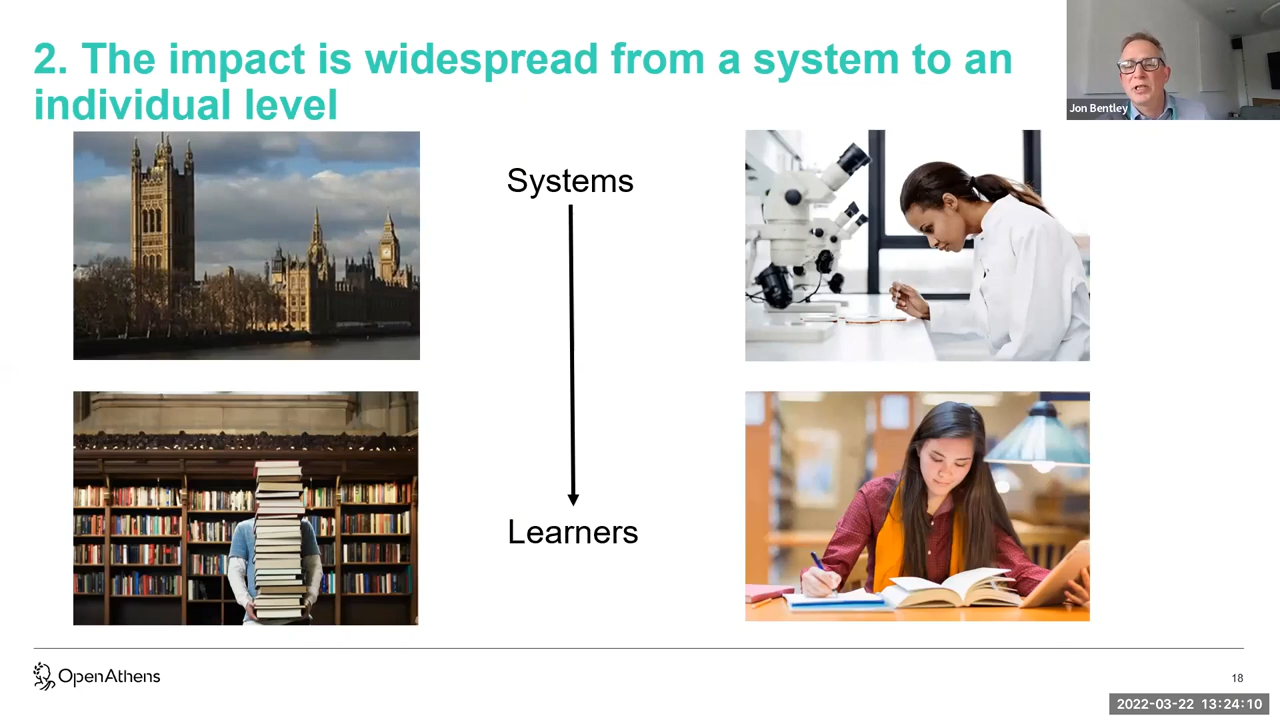 2. The impact is widespread from a system to an
individual level
Jon Bentley
Systems
Learners
OpenAthens
18
2022-03-22 13:24:10